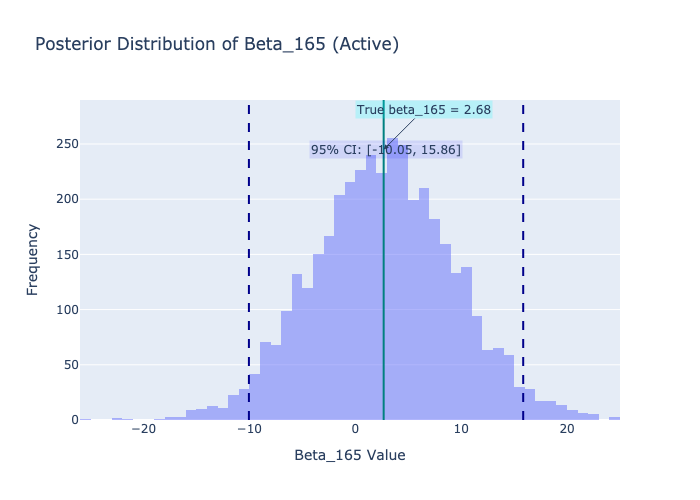 Posterior Distribution of Beta_165 (Active)
True beta_165 = 2.68
95% CI: [-10.05, 15.86]
250
200
150
100
50
0
Frequency
−20
−10
0
10
20
Beta_165 Value